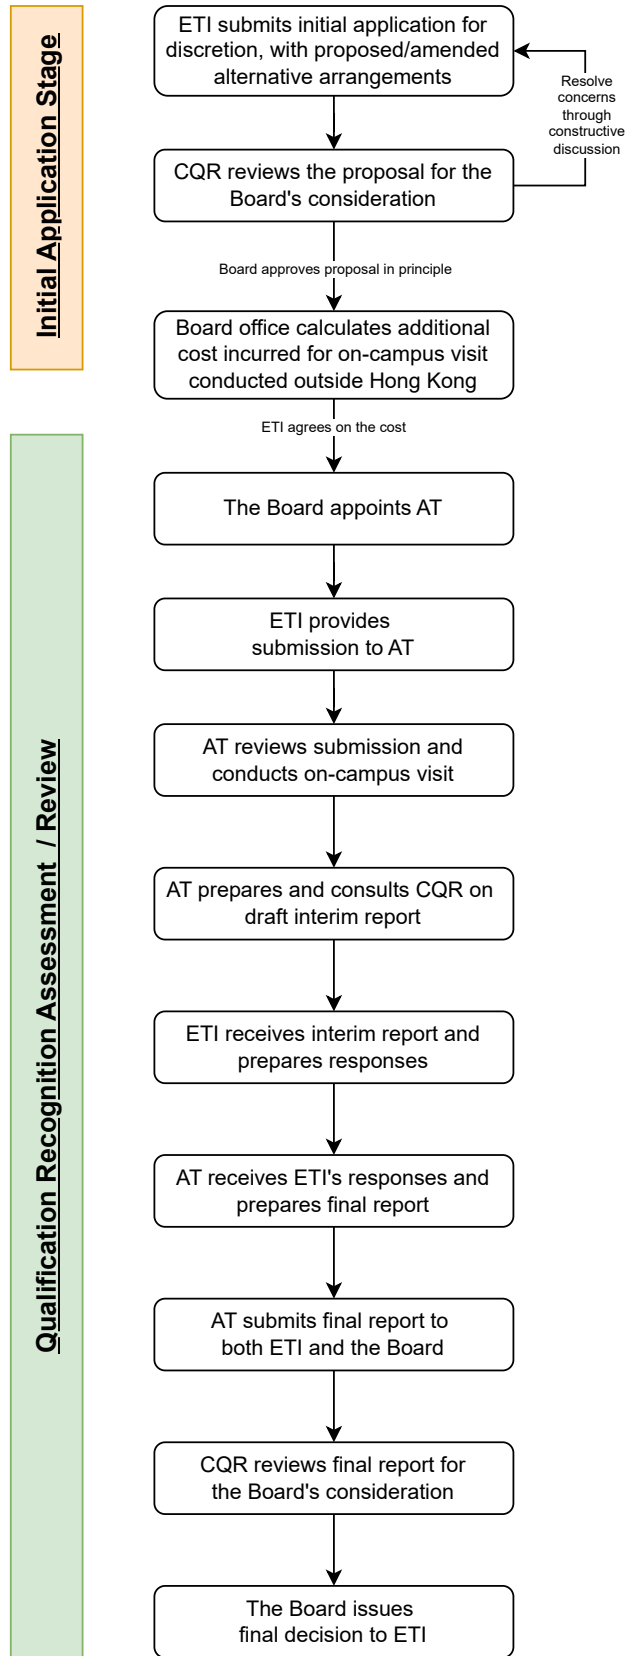 Initial Application Stage
ETI submits initial application for
discretion, with proposed/amended
alternative arrangements
Resolve
concerns
through
constructive
discussion
CQR reviews the proposal for the
Board's consideration
Board approves proposal in principle
Board office calculates additional
cost incurred for on-campus visit
conducted outside Hong Kong
ETI agrees on the cost
Qualification Recognition Assessment / Review
The Board appoints AT
ETI provides
submission to AT
AT reviews submission and
conducts on-campus visit
AT prepares and consults CQR on
draft interim report
ETI receives interim report and
prepares responses
AT receives ETI's responses and
prepares final report
AT submits final report to
both ETI and the Board
CQR reviews final report for
the Board's consideration
The Board issues
final decision to ETI